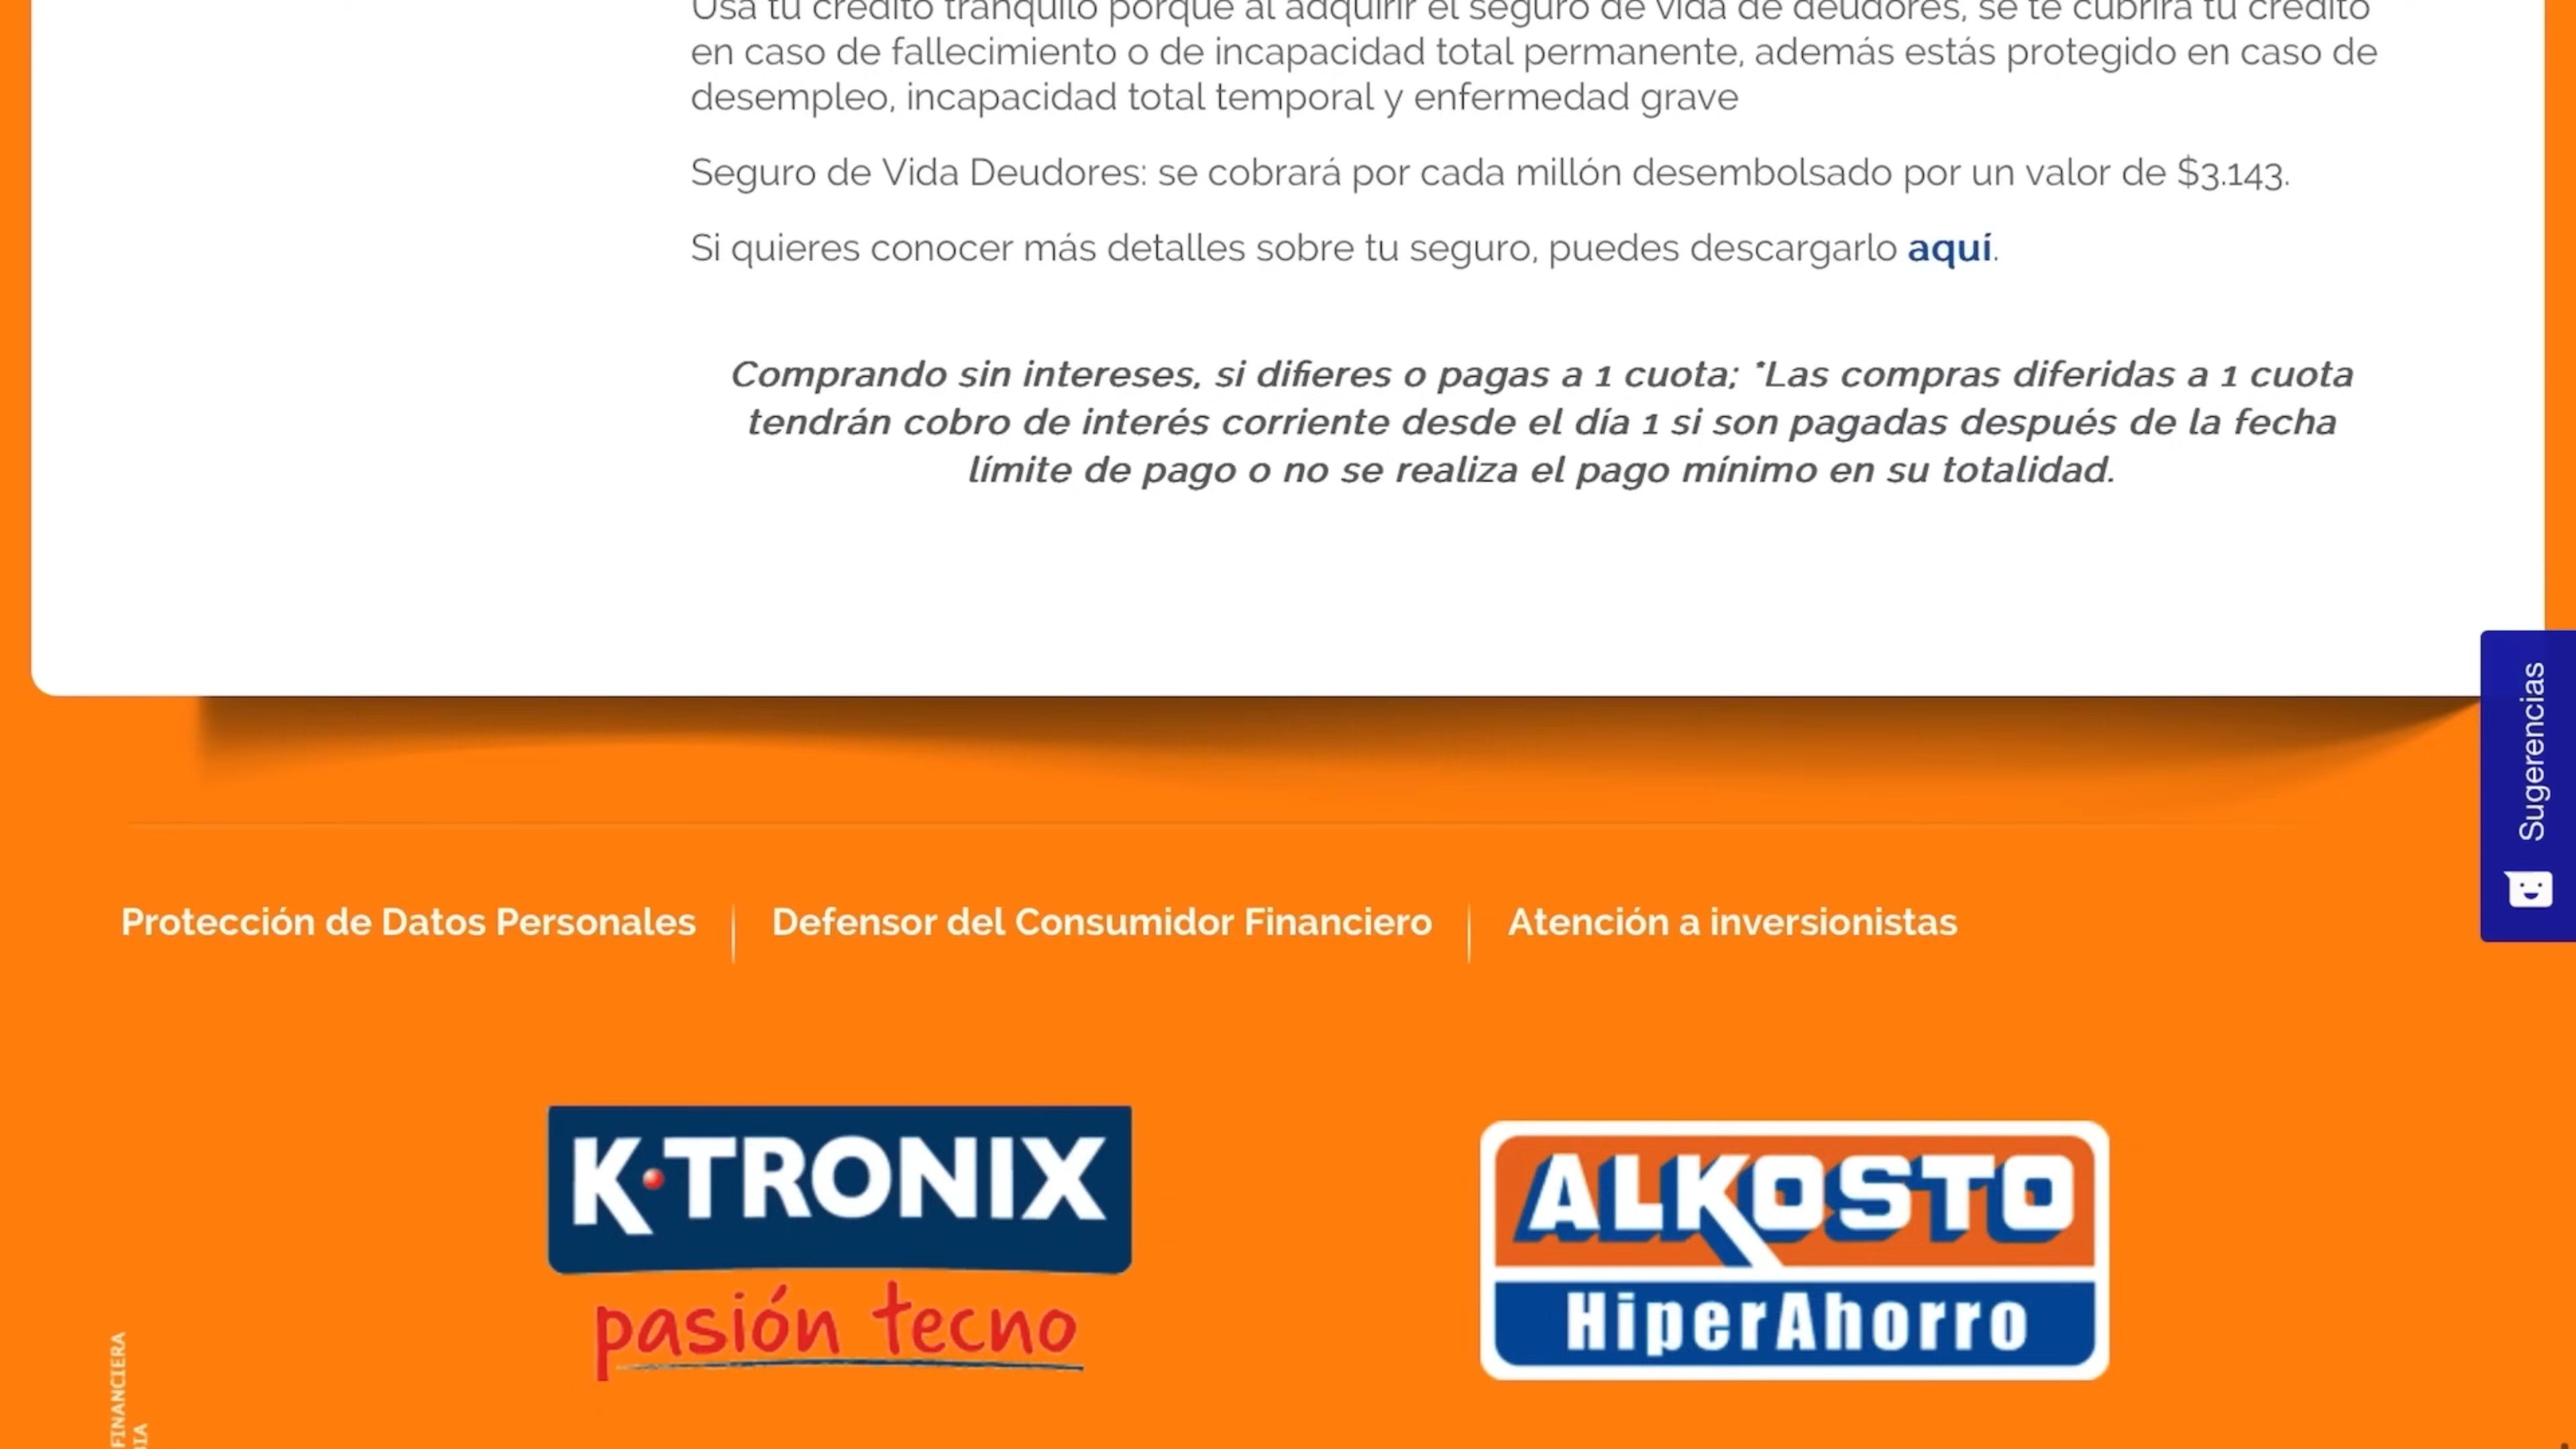 Usa tu crédito tranquilo porque al adquirir el seguro de vida de deudores, se te cubrirá tu crédito
en caso de fallecimiento o de incapacidad total permanente, además estás protegido en caso de
desempleo, incapacidad total temporal y enfermedad grave
Seguro de Vida Deudores: se cobrará por cada millón desembolsado por un valor de $3.143.
Si quieres conocer más detalles sobre tu seguro, puedes descargarlo aquí.
Comprando sin intereses, si difieres o pagas a 1 cuota; *Las compras diferidas a 1 cuota
tendrán cobro de interés corriente desde el día 1 si son pagadas después de la fecha
límite de pago o no se realiza el pago mínimo en su totalidad.
Sugerencias
Protección de Datos Personales
Defensor del Consumidor Financiero
Atención a inversionistas
K·TRONIX
pasión tecno
ALKOSTO
HiperAhorro
FINANCIERA